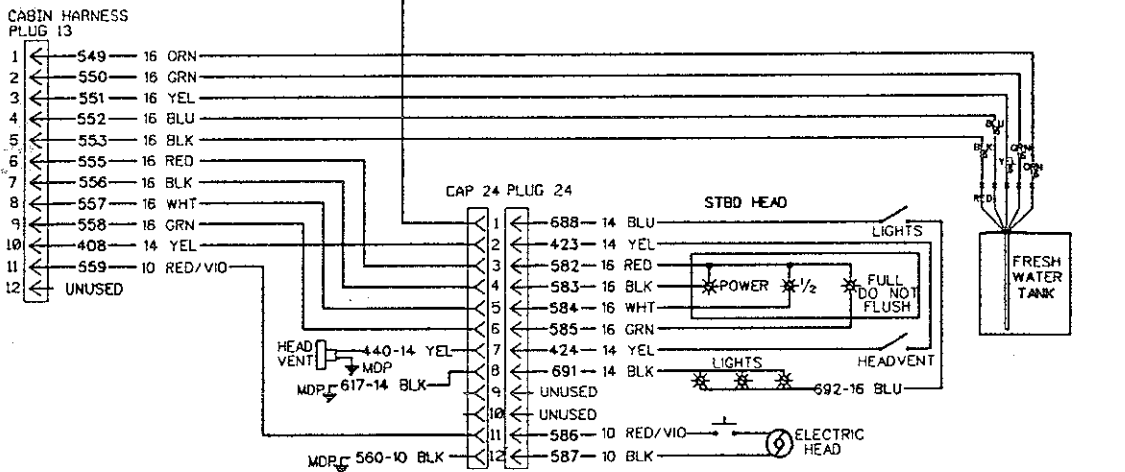 CABIN HARNESS
PLUG 13
1 549 16 ORN
2 550 16 GRN
3 551 16 YEL
4 552 16 BLU
5 553 16 BLK
6 555 16 RED
7 556 16 BLK
8 557 16 WHT
9 558 16 GRN
10 408 14 YEL
11 559 10 RED/VIO
12 UNUSED
BLU
BLK
YEL
GRN
ORN
RED
FRESH
WATER
TANK
CAP 24 PLUG 24
STBD HEAD
1 688 14 BLU
LIGHTS
2 423 14 YEL
3 582 16 RED
4 583 16 BLK
POWER
1/2
FULL
DO NOT
FLUSH
5 584 16 WHT
6 585 16 GRN
HEAD
VENT
440-14 YEL
MDP
7 424 14 YEL
HEADVENT
LIGHTS
MDP 617-14 BLK
8 691 14 BLK
692-16 BLU
9 UNUSED
10 UNUSED
11 586 10 RED/VIO
ELECTRIC
HEAD
MDP 560-10 BLK
12 587 10 BLK